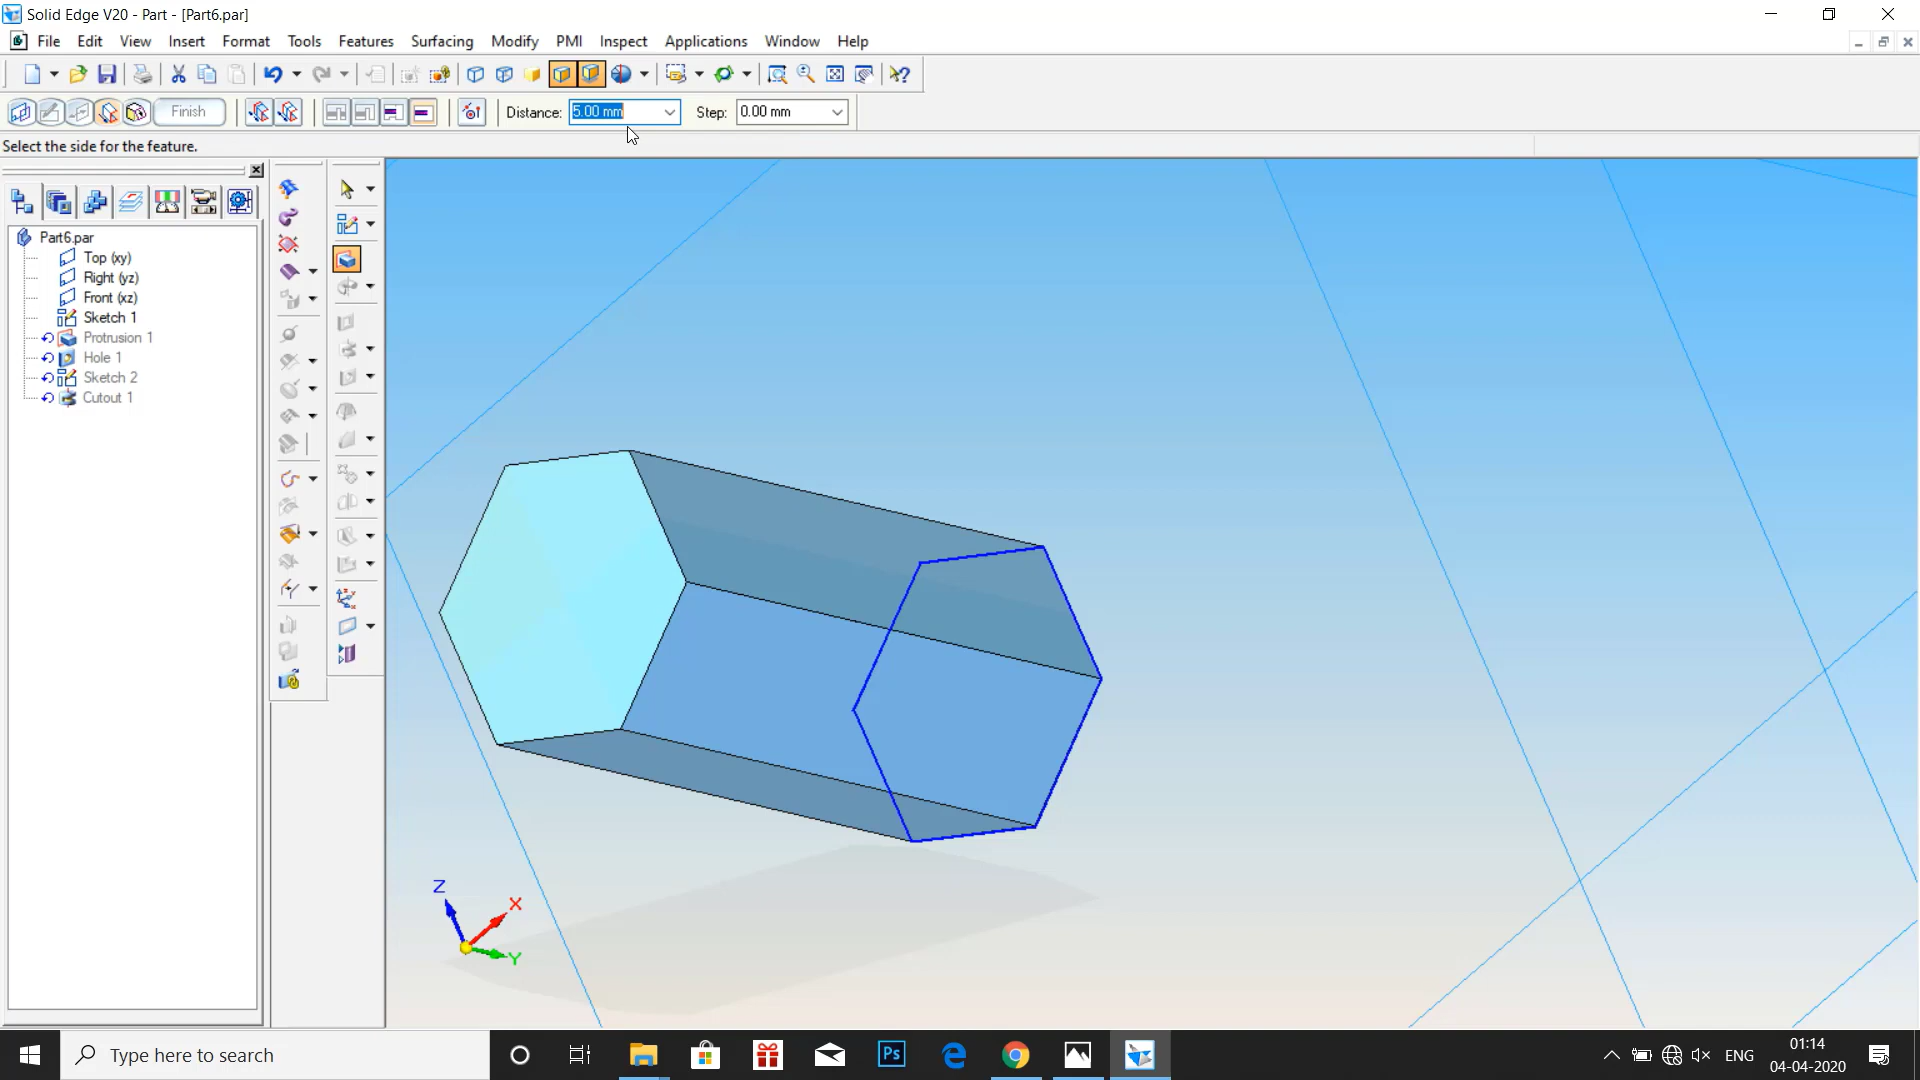 Solid Edge V20 - Part - [Part6.par]
File Edit View Insert Format Tools Features Surfacing Modify PMI Inspect Applications Window Help
Finish Distance: 5.00 mm Step: 0.00 mm
Select the side for the feature.
Part6.par
Top (xy)
Right (yz)
Front (xz)
Sketch 1
Protrusion 1
Hole 1
Sketch 2
Cutout 1
Z
X
Y
Type here to search
Ps
ENG
01:14
04-04-2020